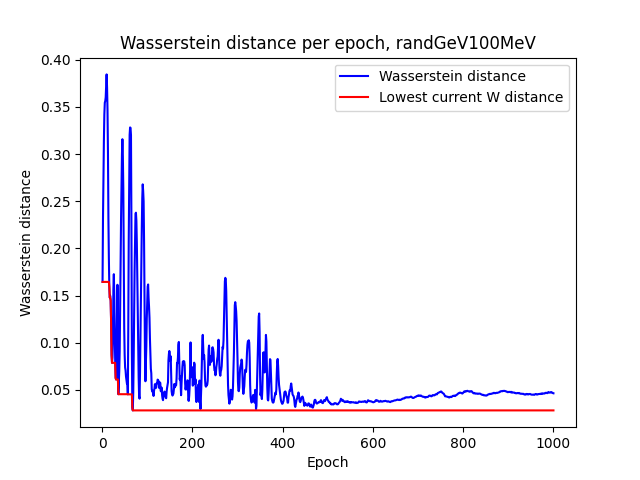 Wasserstein distance per epoch, randGeV100MeV
Wasserstein distance
Lowest current W distance
Wasserstein distance
0.40
0.35
0.30
0.25
0.20
0.15
0.10
0.05
0 200 400 600 800 1000
Epoch